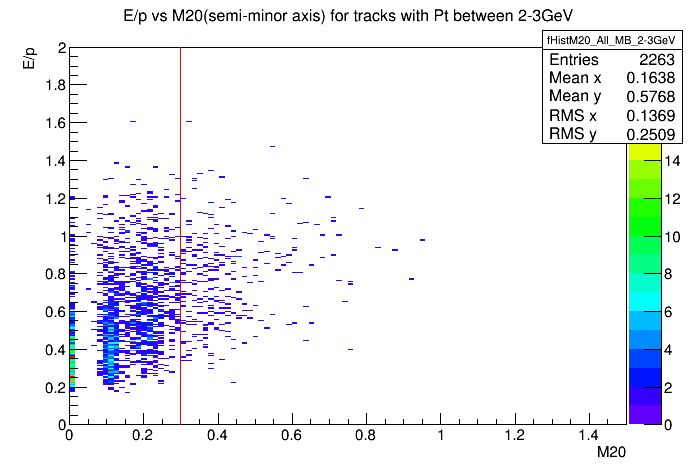 E/p vs M20(semi-minor axis) for tracks with Pt between 2-3GeV
fHistM20_All_MB_2-3GeV
Entries 2263
Mean x 0.1638
Mean y 0.5768
RMS x 0.1369
RMS y 0.2509
E/p
2
1.8
1.6
1.4
1.2
1
0.8
0.6
0.4
0.2
0
14
12
10
8
6
4
2
0
0 0.2 0.4 0.6 0.8 1 1.2 1.4
M20